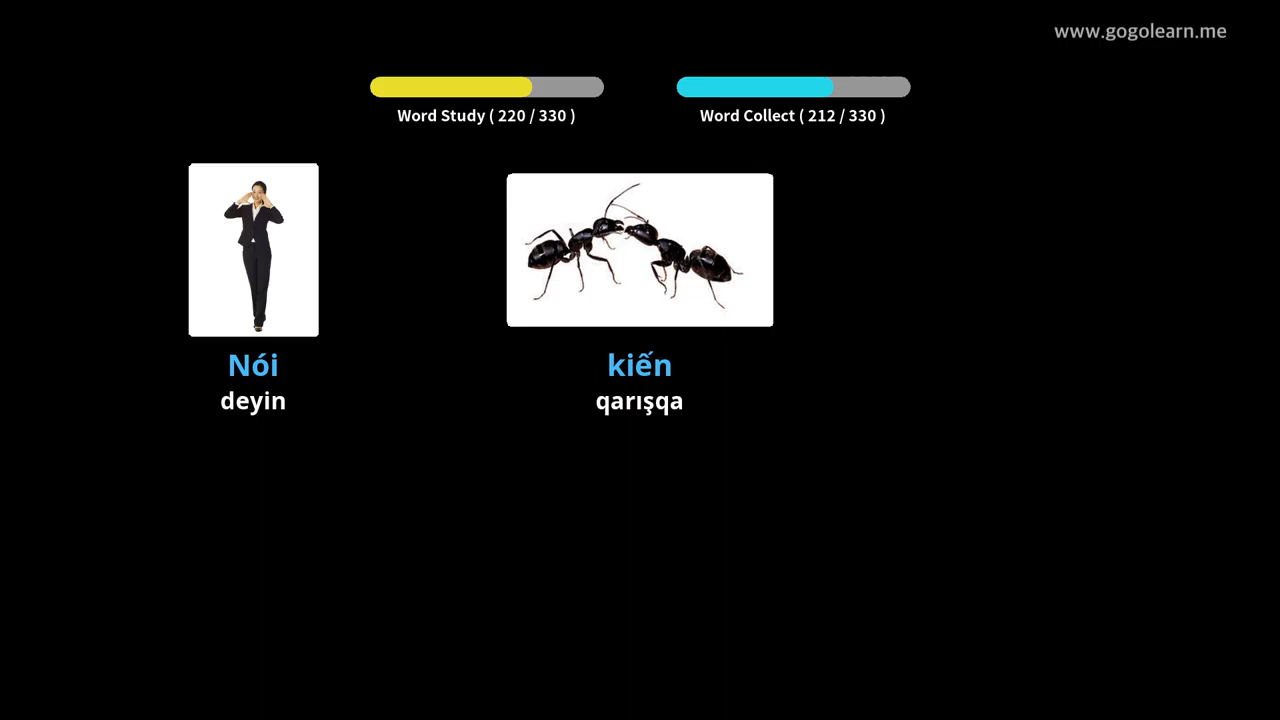 www.gogolearn.me
Word Study ( 220 / 330 )
Word Collect ( 212 / 330 )
Nói
deyin
kiến
qarışqa